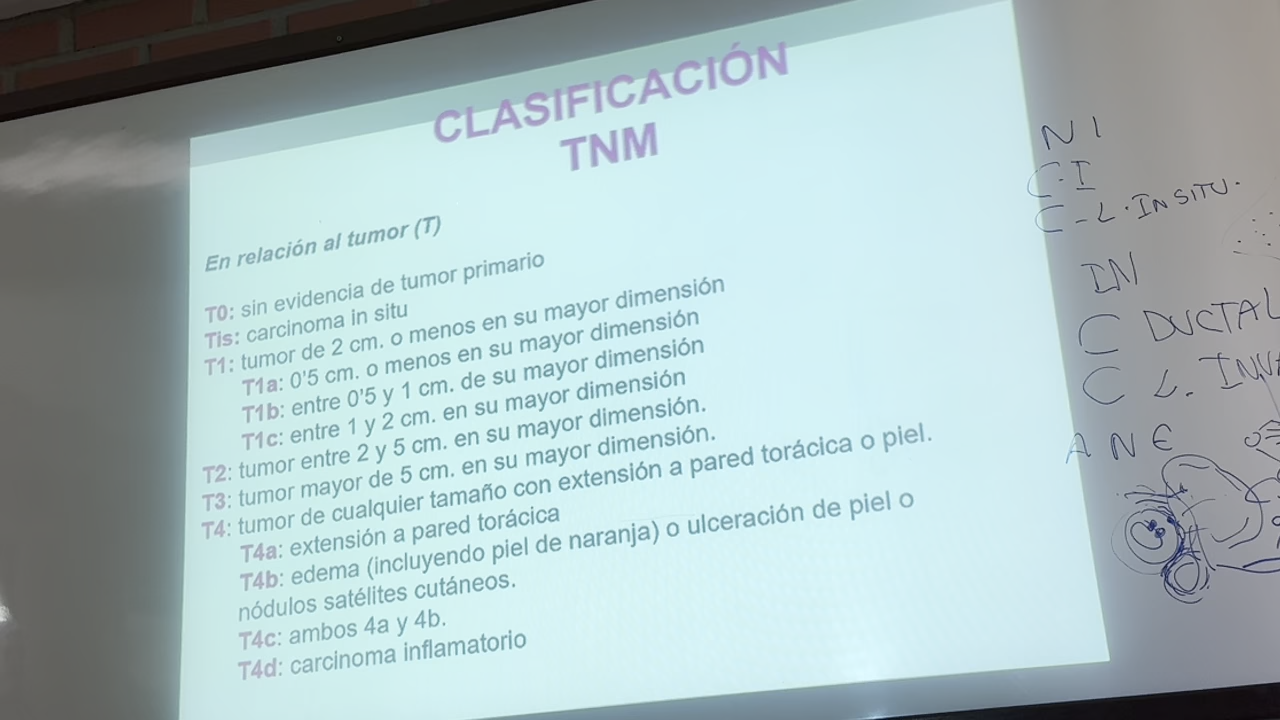 CLASIFICACIÓN
TNM
En relación al tumor (T)
T0: sin evidencia de tumor primario
Tis: carcinoma in situ
T1: tumor de 2 cm. o menos en su mayor dimensión
T1a: 0'5 cm. o menos en su mayor dimensión
T1b: entre 0'5 y 1 cm. de su mayor dimensión
T1c: entre 1 y 2 cm. en su mayor dimensión
T2: tumor entre 2 y 5 cm. en su mayor dimensión
T3: tumor mayor de 5 cm. en su mayor dimensión.
T4: tumor de cualquier tamaño con extensión a pared torácica o piel.
T4a: extensión a pared torácica
T4b: edema (incluyendo piel de naranja) o ulceración de piel o
nódulos satélites cutáneos.
T4c: ambos 4a y 4b.
T4d: carcinoma inflamatorio
N I
C.I
C-L.INSITU.
IN
C DUCTAL
C L. INVA
A N E